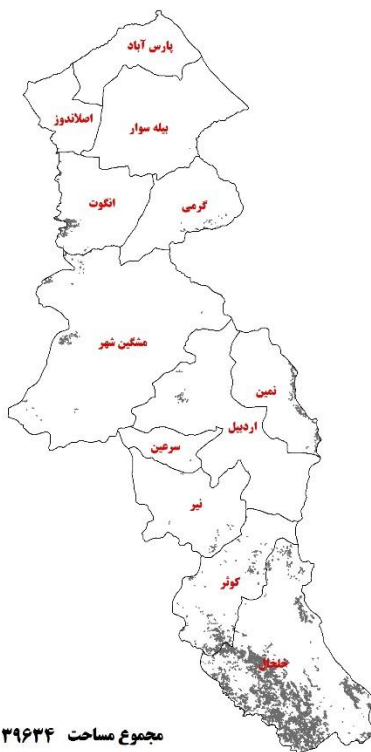 پارس آباد
اصلاندوز
بیله سوار
انگوت
گرمی
مشگین شهر
نمین
اردبیل
سرعین
نیر
کوثر
خلخال
مجموع مساحت ۳۹۶۳۴